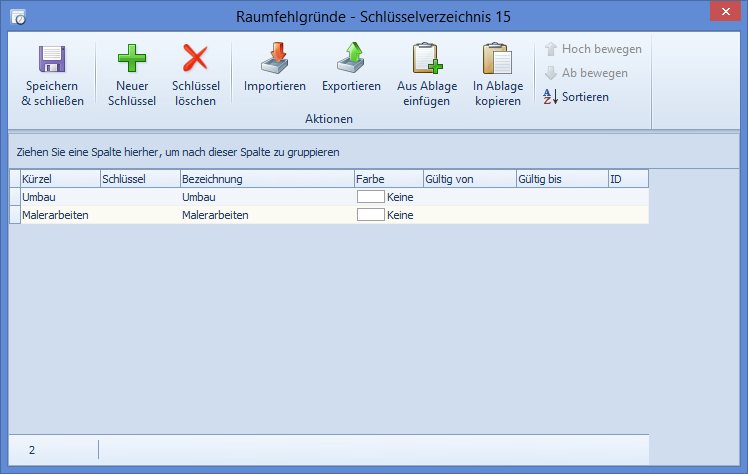 Raumfehlgründe - Schlüsselverzeichnis 15
Speichern & schließen
Neuer Schlüssel
Schlüssel löschen
Importieren
Exportieren
Aus Ablage einfügen
In Ablage kopieren
Hoch bewegen
Ab bewegen
Sortieren
Aktionen
Ziehen Sie eine Spalte hierher, um nach dieser Spalte zu gruppieren
Kürzel Schlüssel Bezeichnung Farbe Gültig von Gültig bis ID
Umbau Umbau Keine
Malerarbeiten Malerarbeiten Keine
2